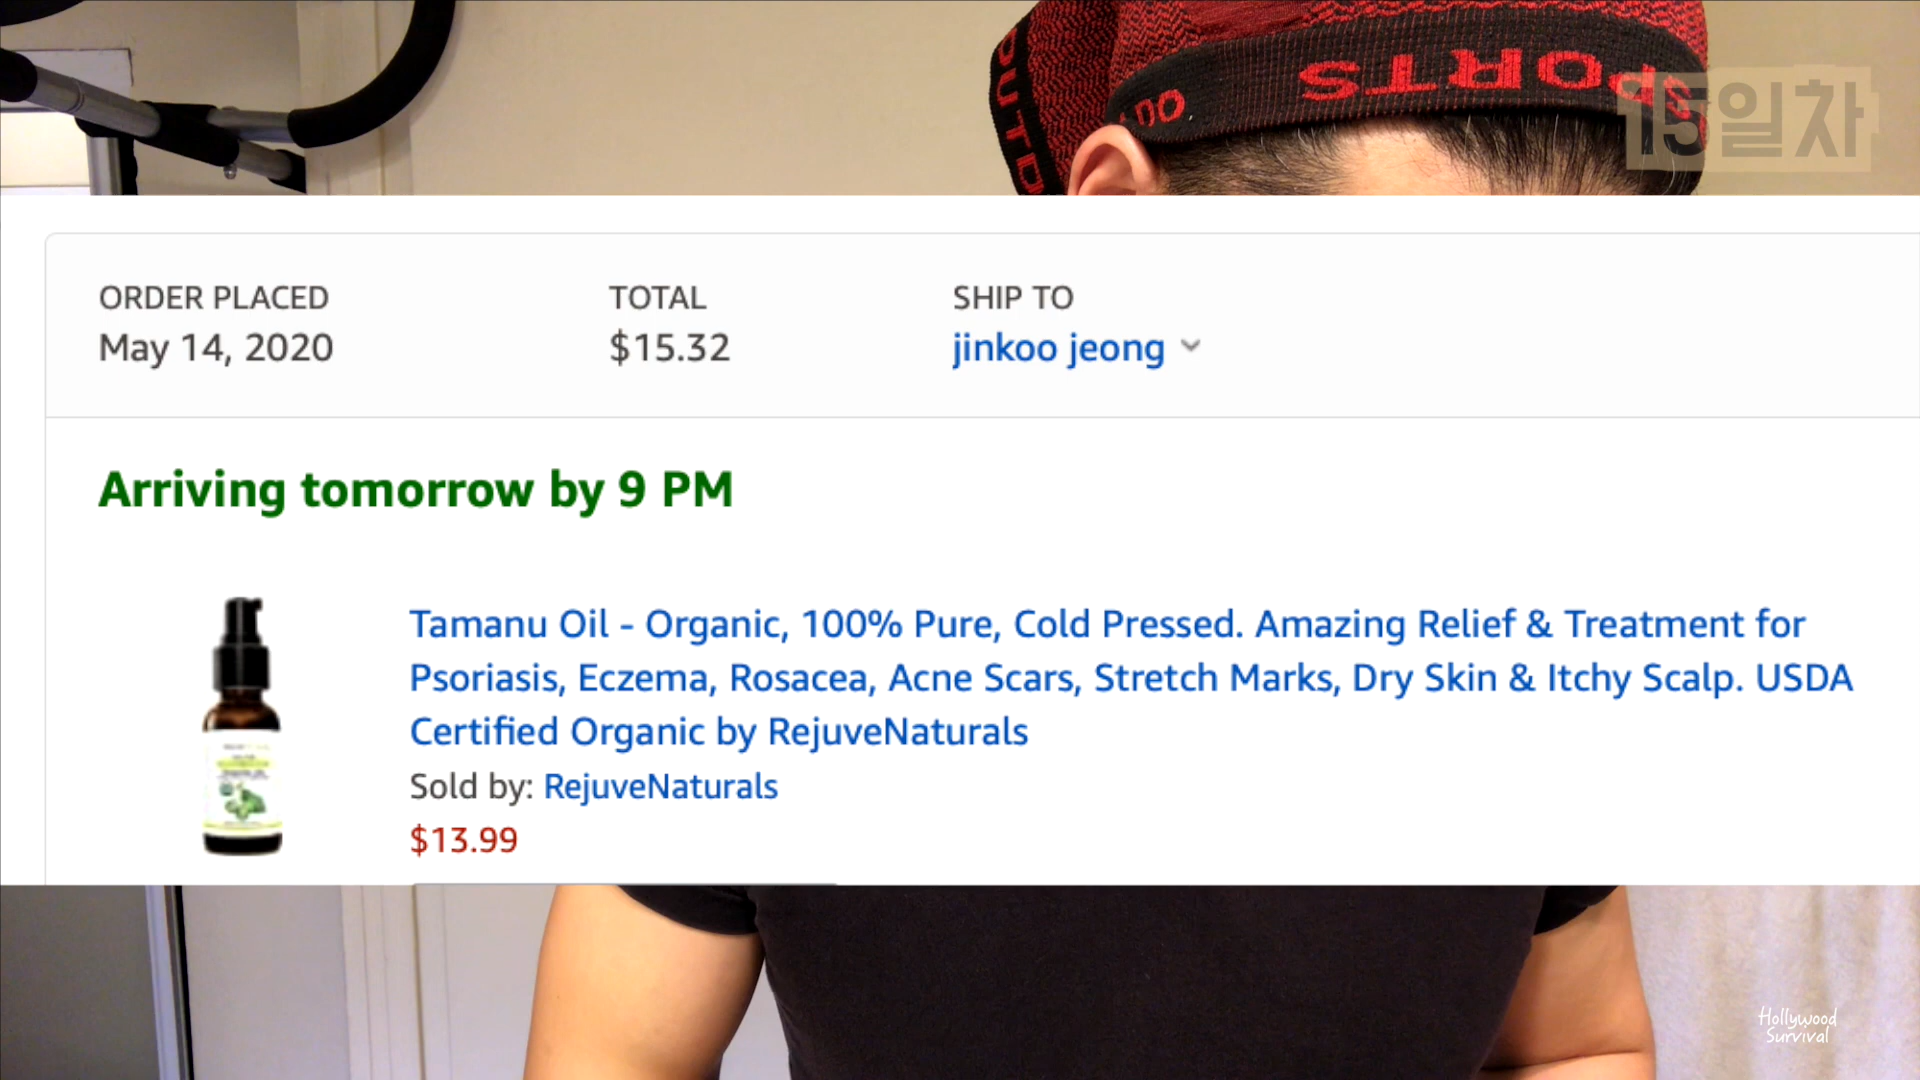 SPORTS
OUTD
DO
15일차
ORDER PLACED
TOTAL
SHIP TO
May 14, 2020
$15.32
jinkoo jeong
Arriving tomorrow by 9 PM
Tamanu Oil - Organic, 100% Pure, Cold Pressed. Amazing Relief & Treatment for
Psoriasis, Eczema, Rosacea, Acne Scars, Stretch Marks, Dry Skin & Itchy Scalp. USDA
Certified Organic by RejuveNaturals
Sold by: RejuveNaturals
$13.99
Hollywood
Survival